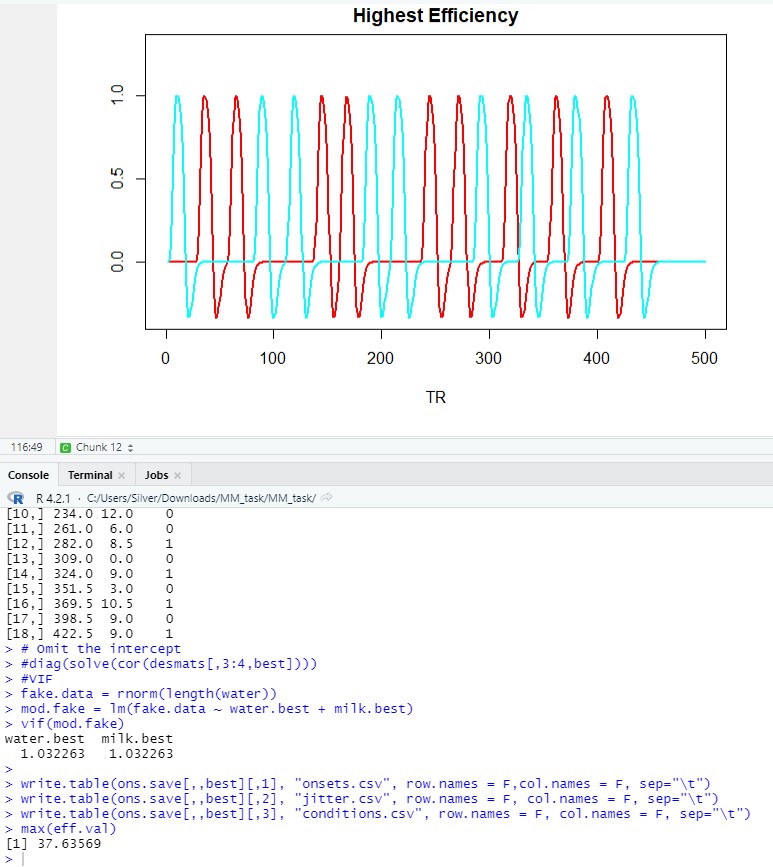 Highest Efficiency
1.0
0.5
0.0
0 100 200 300 400 500
TR
116:49 C Chunk 12
Console Terminal Jobs
R R 4.2.1 · C:/Users/Silver/Downloads/MM_task/MM_task/
[10,] 234.0 12.0 0
[11,] 261.0 6.0 0
[12,] 282.0 8.5 1
[13,] 309.0 0.0 0
[14,] 324.0 9.0 1
[15,] 351.5 3.0 0
[16,] 369.5 10.5 1
[17,] 398.5 9.0 0
[18,] 422.5 9.0 1
> # Omit the intercept
> #diag(solve(cor(desmats[,3:4,best])))
> #VIF
> fake.data = rnorm(length(water))
> mod.fake = lm(fake.data ~ water.best + milk.best)
> vif(mod.fake)
water.best milk.best
1.032263 1.032263
>
> write.table(ons.save[,,best][,1], "onsets.csv", row.names = F,col.names = F, sep="\t")
> write.table(ons.save[,,best][,2], "jitter.csv", row.names = F, col.names = F, sep="\t")
> write.table(ons.save[,,best][,3], "conditions.csv", row.names = F, col.names = F, sep="\t")
> max(eff.val)
[1] 37.63569
>